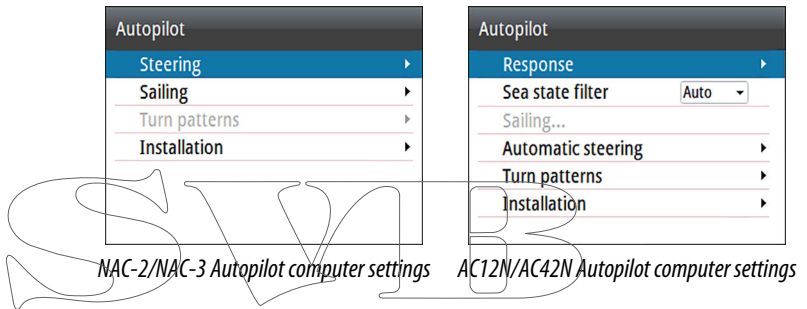 Autopilot
Steering
Sailing
Turn patterns
Installation
NAC-2/NAC-3 Autopilot computer settings
Autopilot
Response
Sea state filter Auto
Sailing...
Automatic steering
Turn patterns
Installation
AC12N/AC42N Autopilot computer settings
SVB